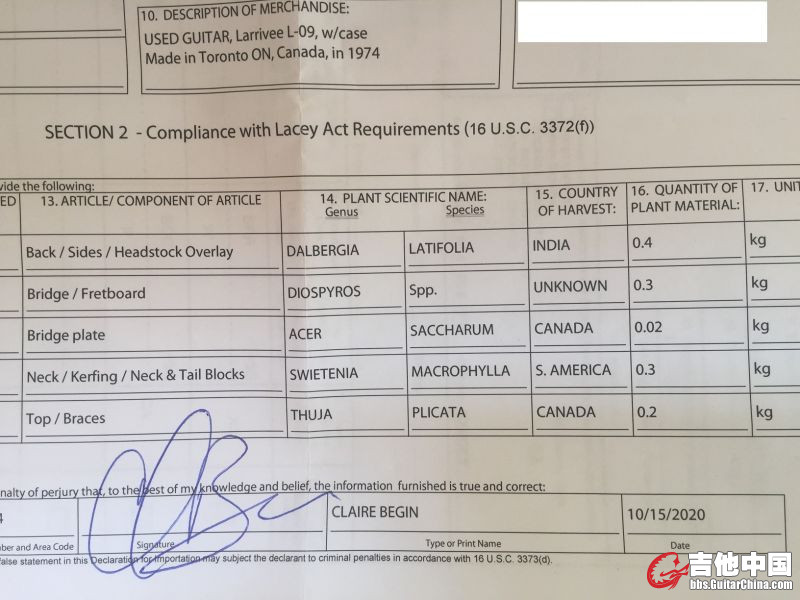 10. DESCRIPTION OF MERCHANDISE:
USED GUITAR, Larrivee L-09, w/case
Made in Toronto ON, Canada, in 1974
SECTION 2 - Compliance with Lacey Act Requirements (16 U.S.C. 3372(f))
vide the following:
ED 13. ARTICLE/ COMPONENT OF ARTICLE 14. PLANT SCIENTIFIC NAME: 15. COUNTRY 16. QUANTITY OF 17. UNIT
Genus Species OF HARVEST: PLANT MATERIAL:
Back / Sides / Headstock Overlay DALBERGIA LATIFOLIA INDIA 0.4 kg
Bridge / Fretboard DIOSPYROS Spp. UNKNOWN 0.3 kg
Bridge plate ACER SACCHARUM CANADA 0.02 kg
Neck / Kerfing / Neck & Tail Blocks SWIETENIA MACROPHYLLA S. AMERICA 0.3 kg
Top / Braces THUJA PLICATA CANADA 0.2 kg
enalty of perjury that, to the best of my knowledge and belief, the information furnished is true and correct:
4 CLAIRE BEGIN 10/15/2020
ber and Area Code Signature Type or Print Name Date
false statement in this Declaration for Importation may subject the declarant to criminal penalties in accordance with 16 U.S.C. 3373(d).
吉他中国
bbs.GuitarChina.com